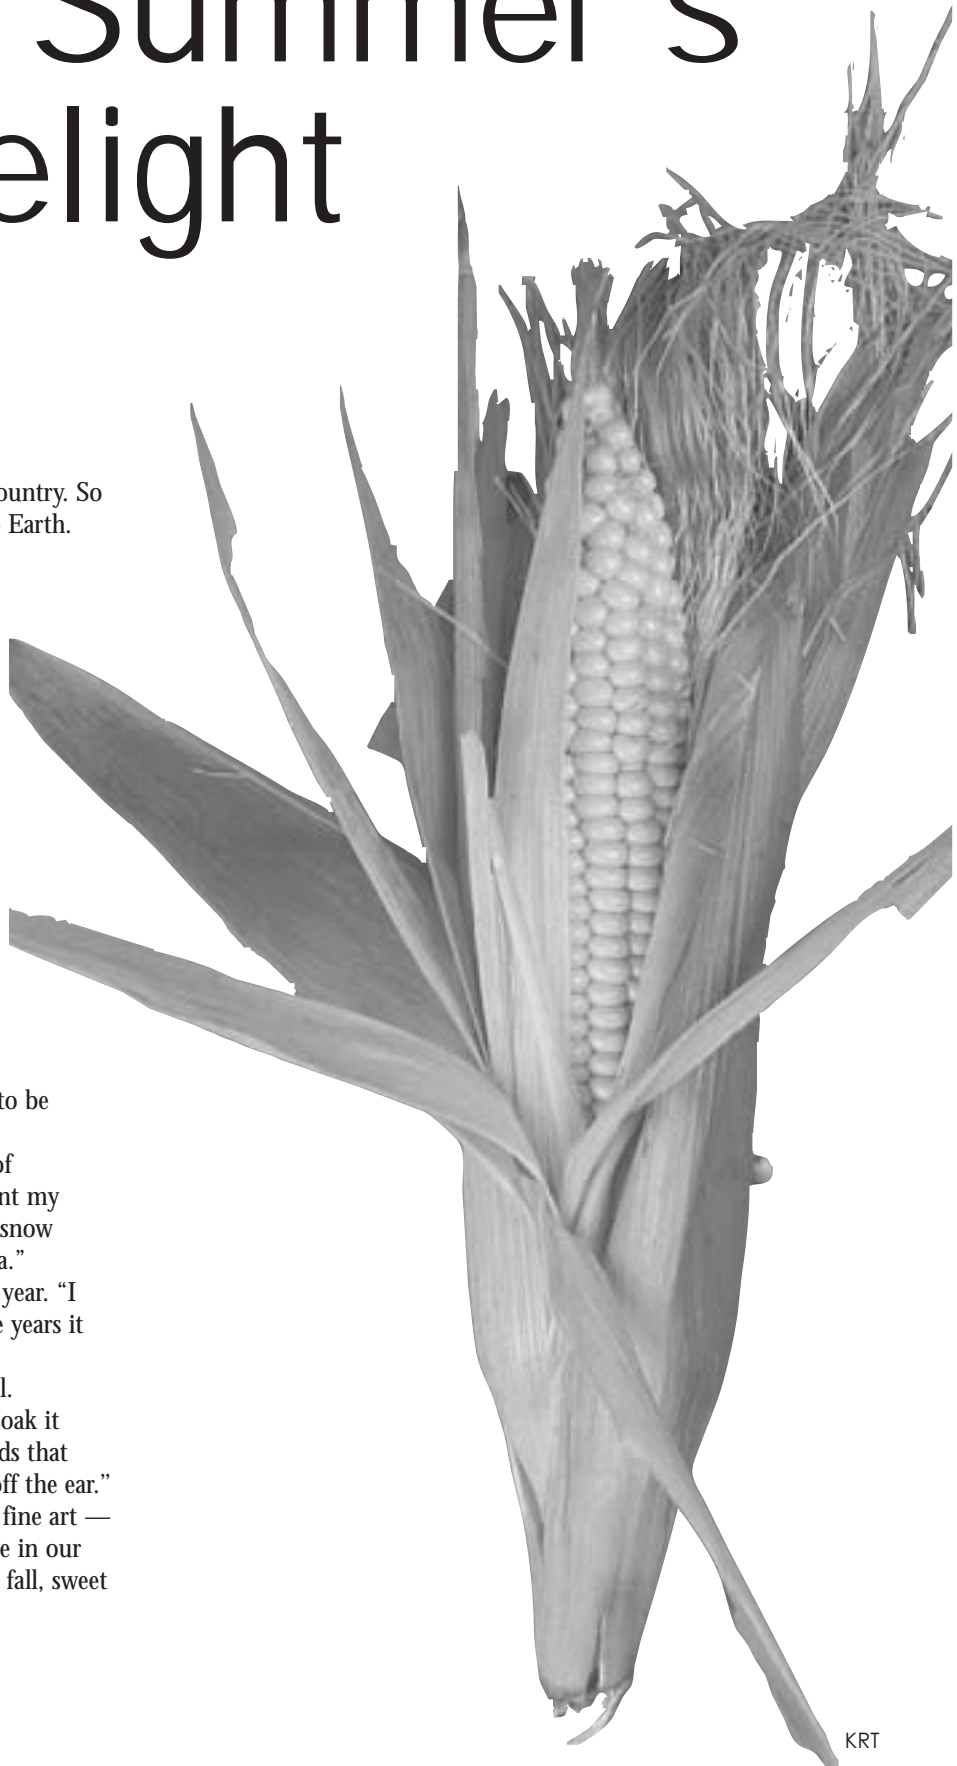 Summer's
elight
ountry. So
Earth.
to be
of
nt my
snow
a.”
year. “I
e years it
l.
oak it
ds that
off the ear.”
fine art —
e in our
fall, sweet
KRT